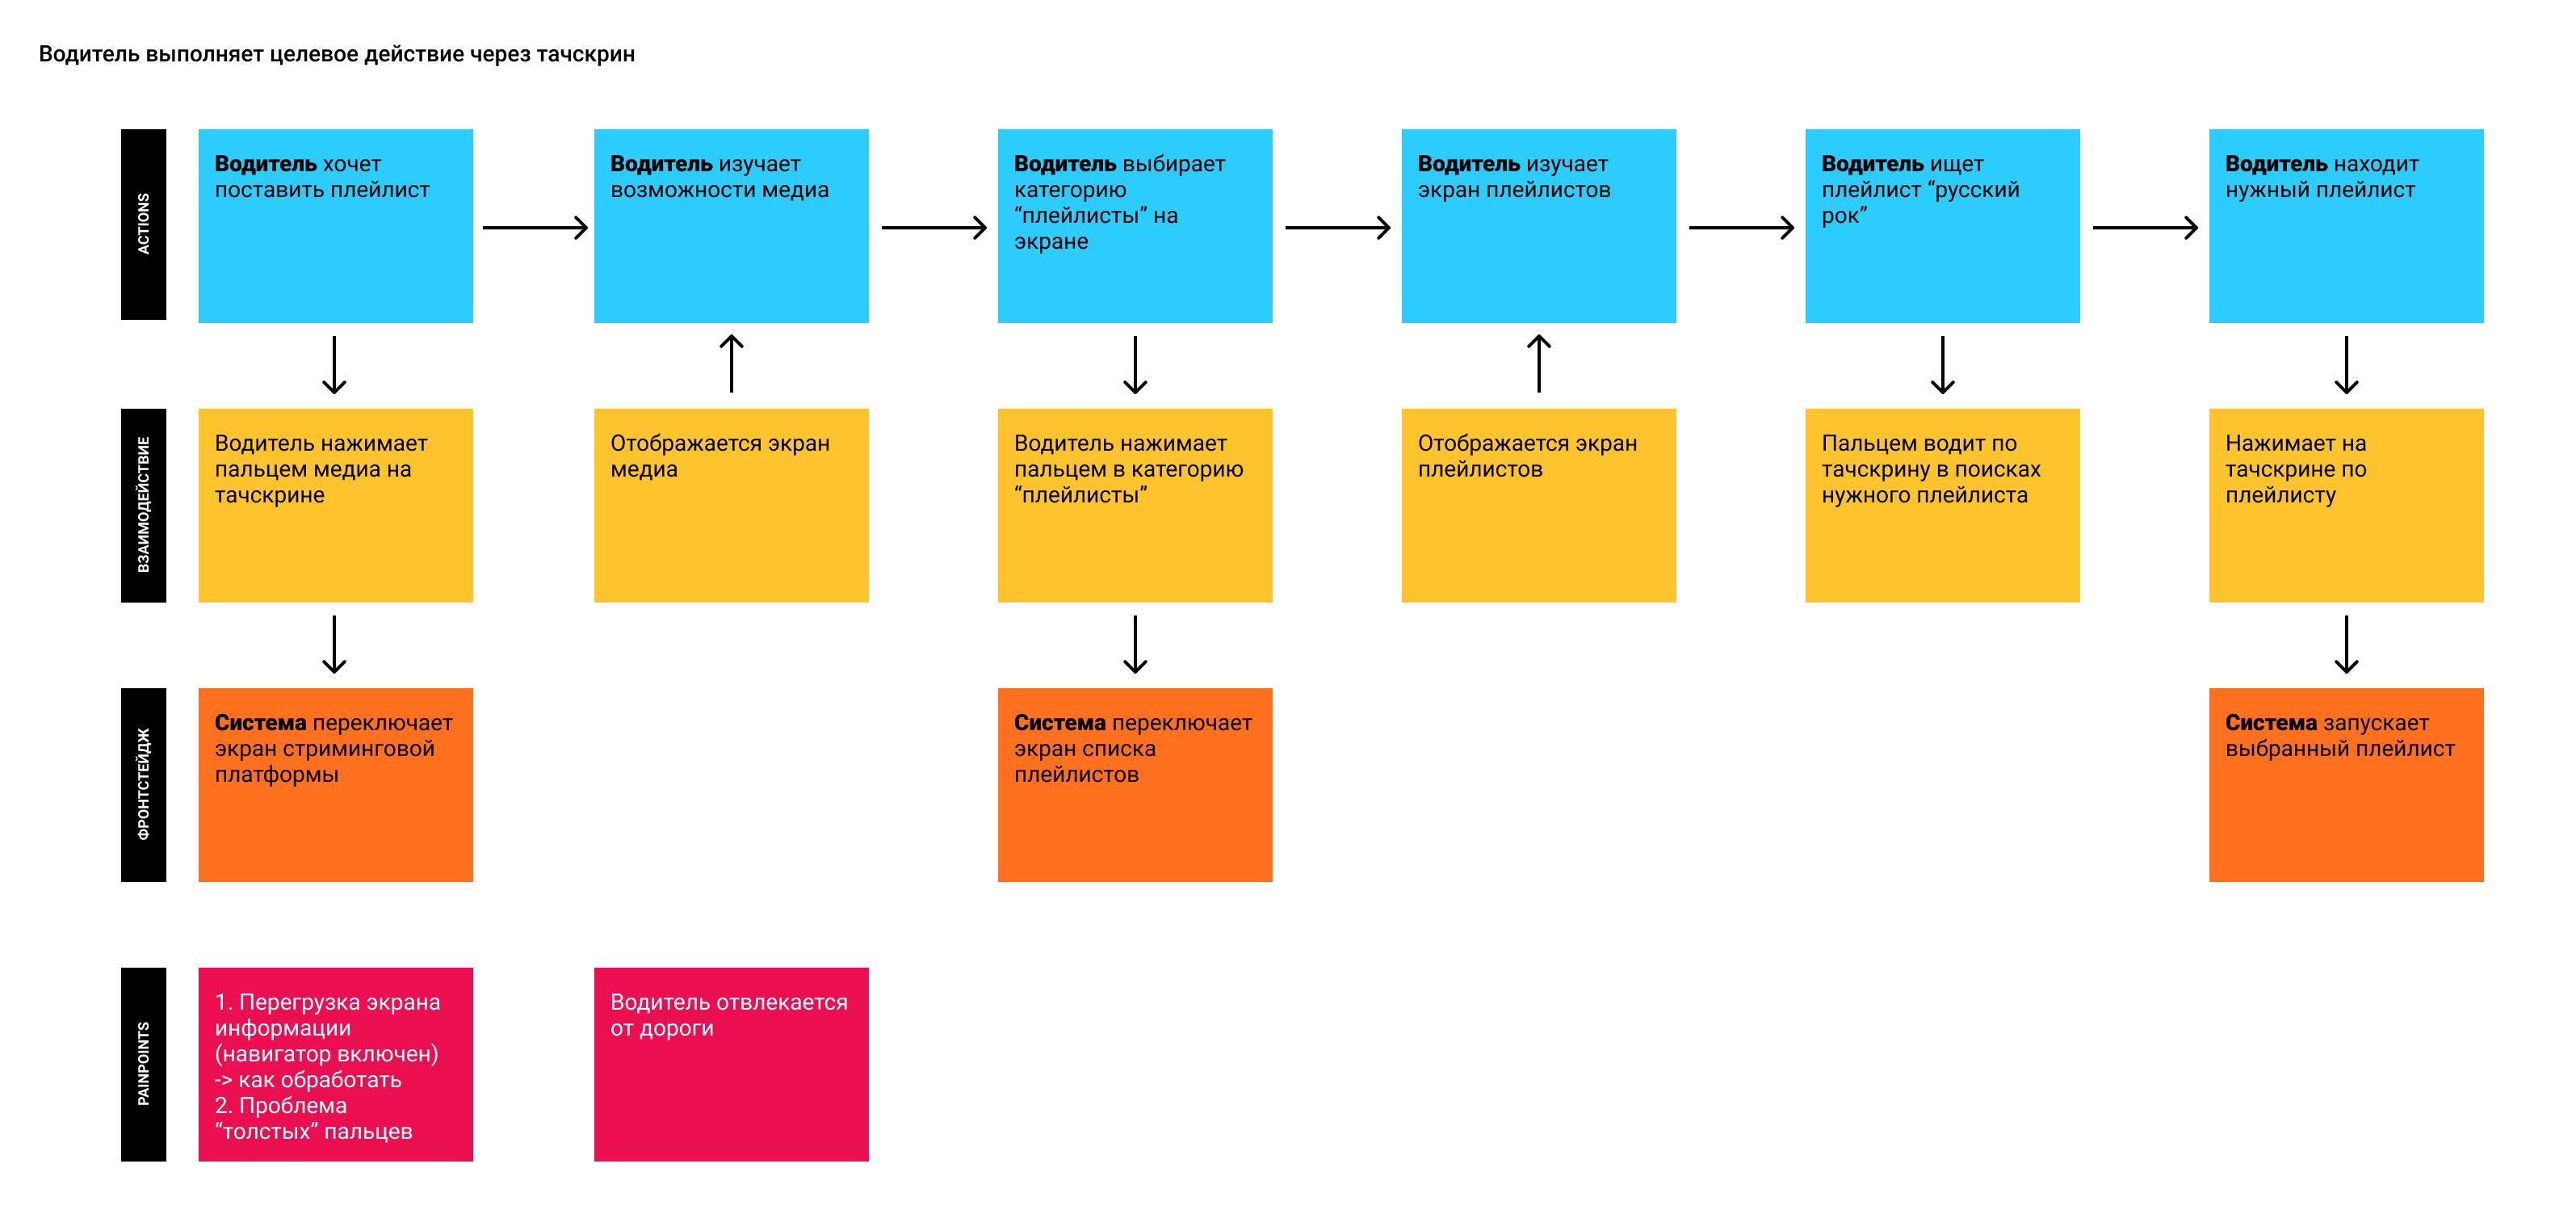 Водитель выполняет целевое действие через тачскрин
ACTIONS
Водитель хочет
поставить плейлист
Водитель изучает
возможности медиа
Водитель выбирает
категорию
“плейлисты” на
экране
Водитель изучает
экран плейлистов
Водитель ищет
плейлист “русский
рок”
Водитель находит
нужный плейлист
ВЗАИМОДЕЙСТВИЕ
Водитель нажимает
пальцем медиа на
тачскрине
Отображается экран
медиа
Водитель нажимает
пальцем в категорию
“плейлисты”
Отображается экран
плейлистов
Пальцем водит по
тачскрину в поисках
нужного плейлиста
Нажимает на
тачскрине по
плейлисту
ФРОНТСТЕЙДЖ
Система переключает
экран стриминговой
платформы
Система переключает
экран списка
плейлистов
Система запускает
выбранный плейлист
PAINPOINTS
1. Перегрузка экрана
информации
(навигатор включен)
-> как обработать
2. Проблема
“толстых” пальцев
Водитель отвлекается
от дороги